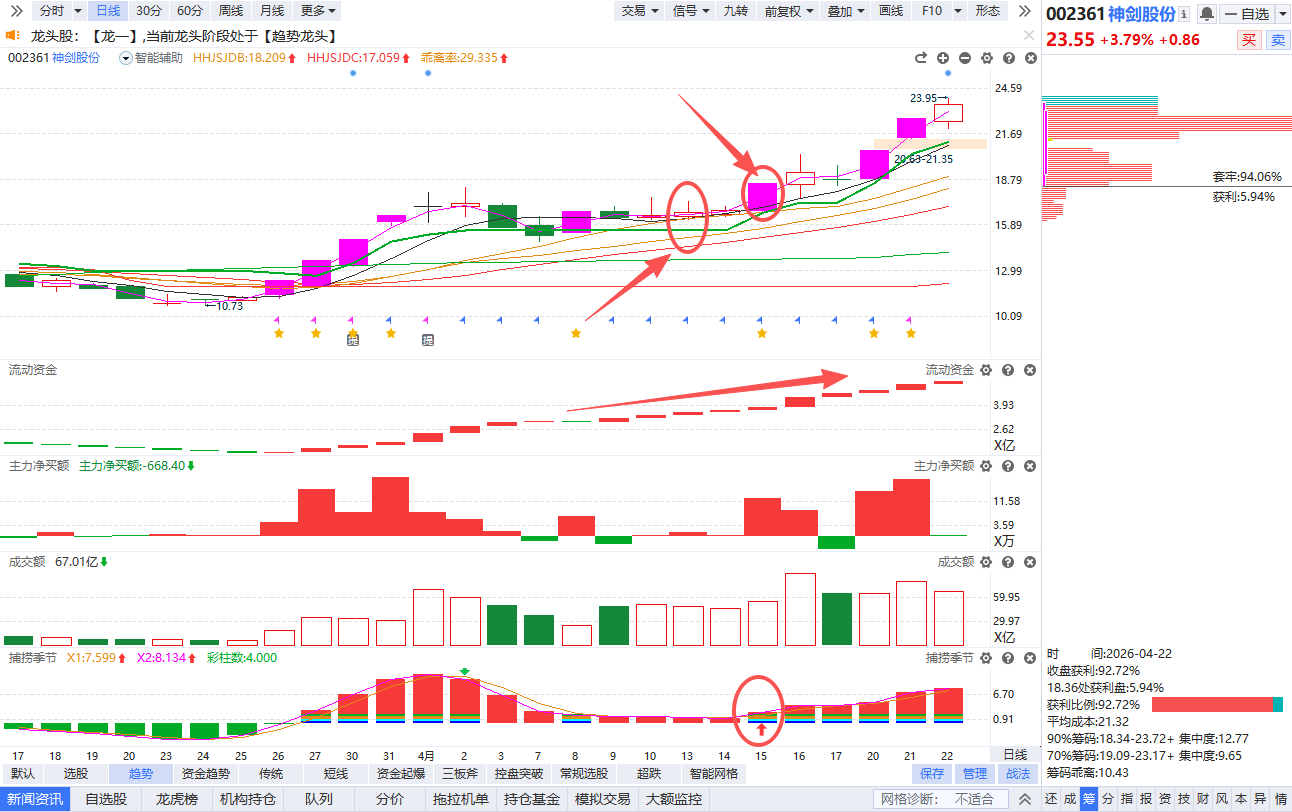 分时 日线 30分 60分 周线 月线 更多 交易 信号 九转 前复权 叠加 画线 F10 形态
002361 神剑股份 自选
23.55 +3.79% +0.86 买 卖
龙头股：【龙一】,当前龙头阶段处于【趋势龙头】
002361 神剑股份 智能辅助 HHJSJDB:18.209 HHJSJDC:17.059 乖离率:29.335
24.59
23.95
21.69
20.63-21.35
18.79
15.89
12.99
10.73
10.09
提 提
套牢:94.06%
获利:5.94%
流动资金 流动资金
3.93
2.62
X亿
主力净买额 主力净买额:-668.40 主力净买额
11.58
3.59
X万
成交额 67.01亿 成交额
59.95
29.97
X亿
捕捞季节 X1:7.599 X2:8.134 彩柱数:4.000 捕捞季节
6.70
0.91
17 18 19 20 23 24 25 26 27 30 31 4月 2 3 7 8 9 10 13 14 15 16 17 20 21 22 日线
时 间:2026-04-22
收盘获利:92.72%
18.36处获利盘:5.94%
获利比例:92.72%
平均成本:21.32
90%筹码:18.34-23.72+ 集中度:12.77
70%筹码:19.09-23.17+ 集中度:9.65
筹码乖离:10.43
默认 选股 趋势 资金趋势 传统 短线 资金起爆 三板斧 控盘突破 常规选股 超跌 智能网格 保存 管理 战法
新闻资讯 自选股 龙虎榜 机构持仓 队列 分价 拖拉机单 持仓基金 模拟交易 大额监控 网格诊断： 不适合
还 成 筹 分 指 报 资 技 财 风 本 异 情